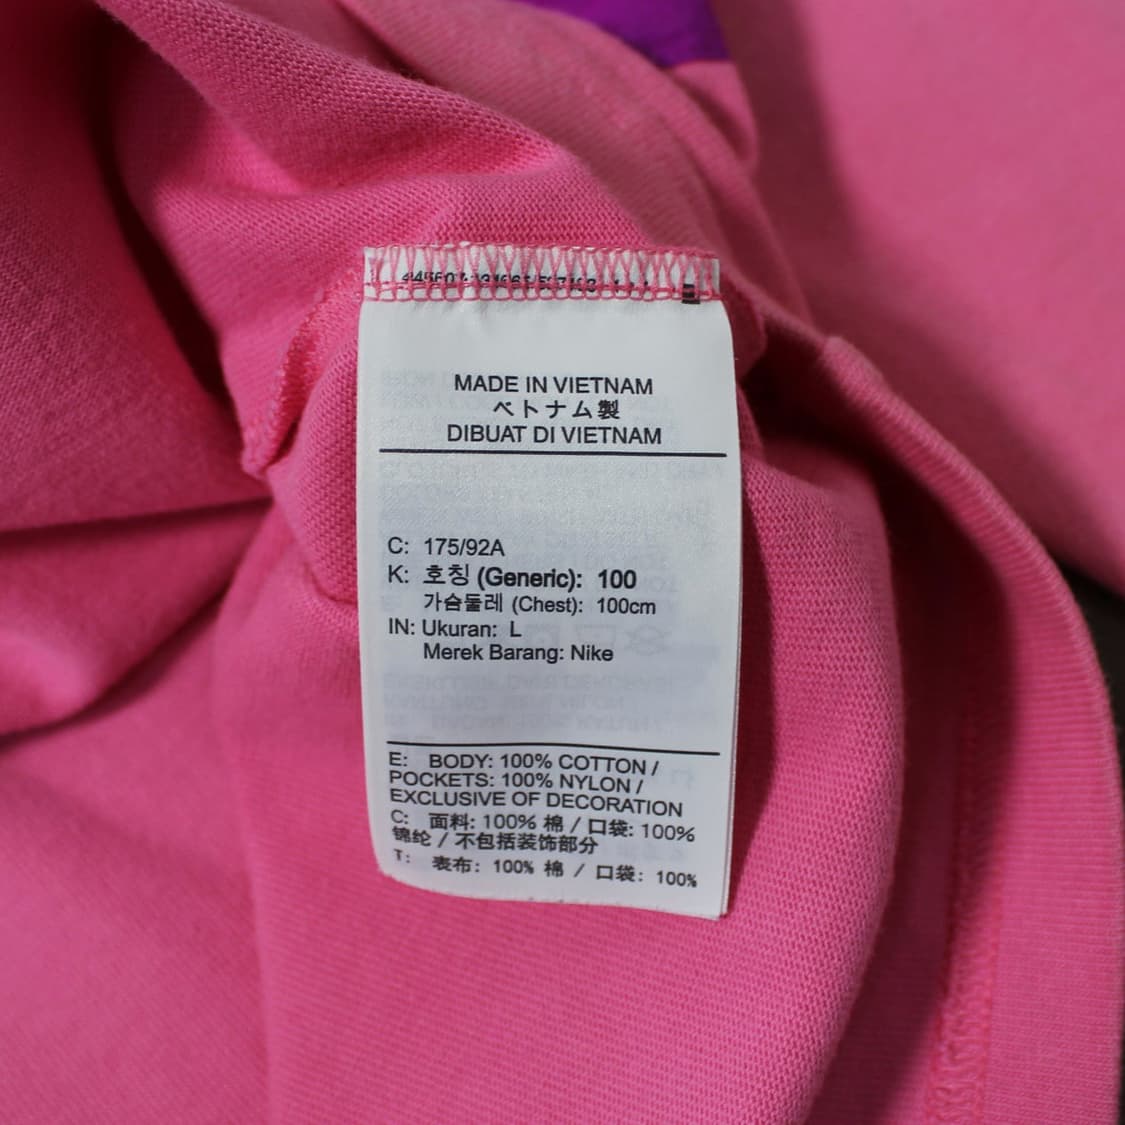 MADE IN VIETNAM
ベトナム製
DIBUAT DI VIETNAM
C: 175/92A
K: 호칭 (Generic): 100
가슴둘레 (Chest): 100cm
IN: Ukuran: L
Merek Barang: Nike
E: BODY: 100% COTTON /
POCKETS: 100% NYLON /
EXCLUSIVE OF DECORATION
C: 面料: 100% 棉 / 口袋: 100%
锦纶 / 不包括装饰部分
T: 表布: 100% 棉 / 口袋: 100%